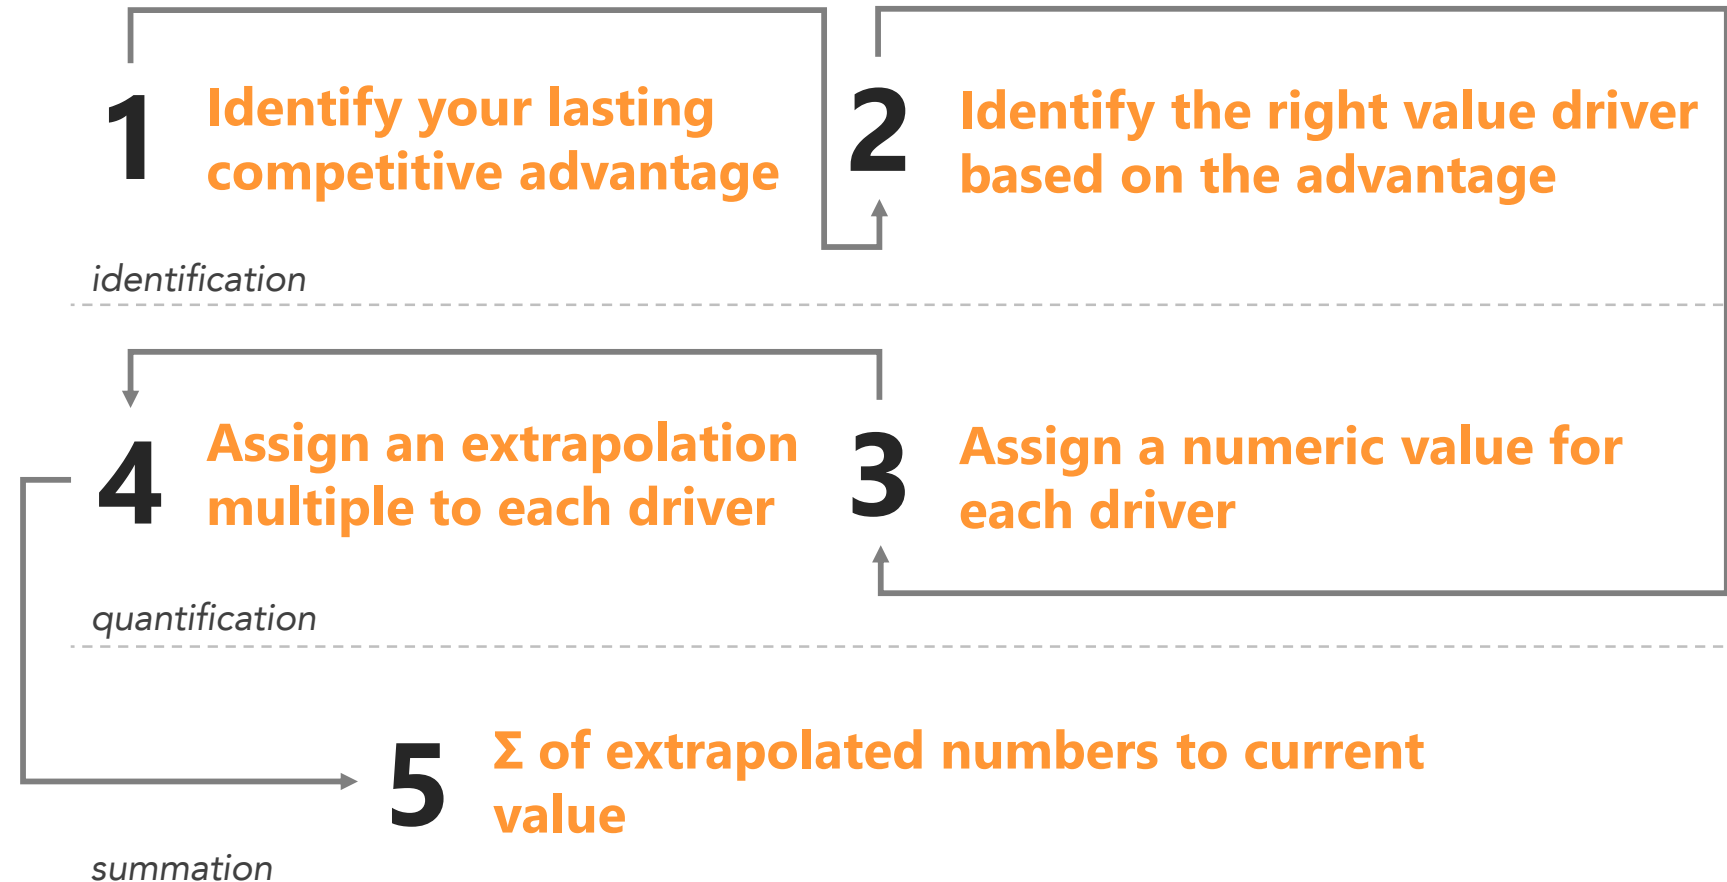 1
Identify your lasting
competitive advantage
2
Identify the right value driver
based on the advantage
identification
4
Assign an extrapolation
multiple to each driver
3
Assign a numeric value for
each driver
quantification
5
Σ of extrapolated numbers to current
value
summation